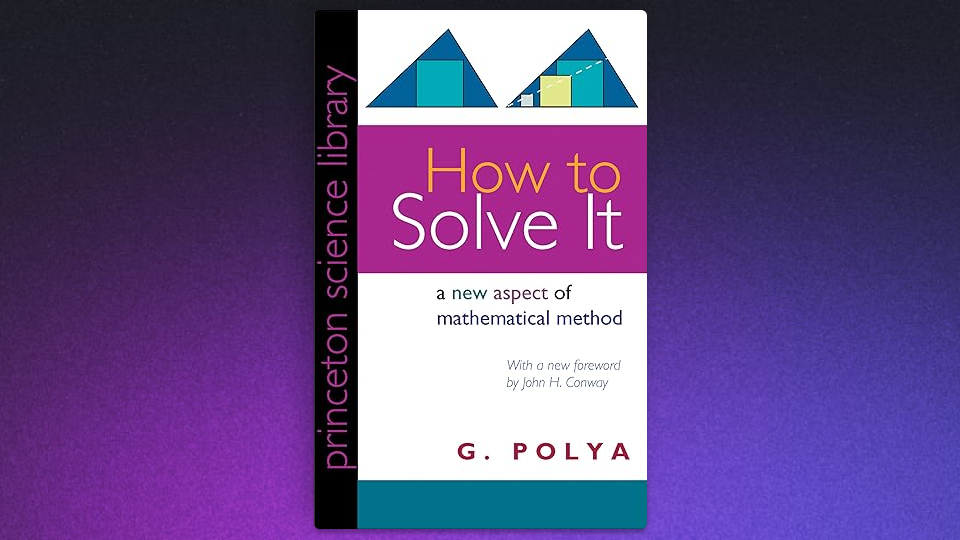 princeton science library
How to
Solve It
a new aspect of
mathematical method
With a new foreword
by John H. Conway
G. POLYA